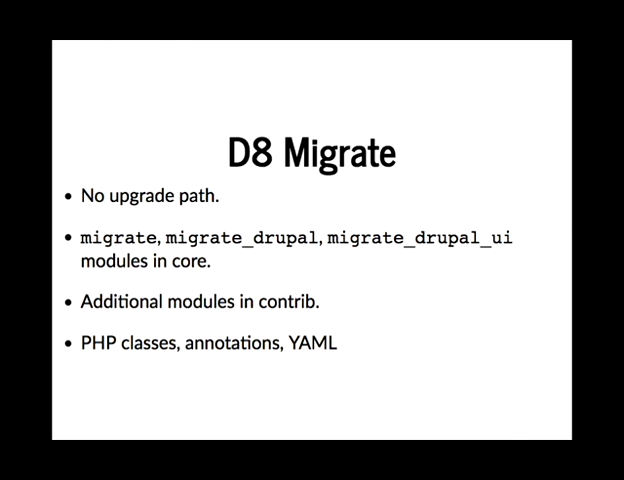 D8 Migrate
• No upgrade path.
• migrate, migrate_drupal, migrate_drupal_ui
modules in core.
• Additional modules in contrib.
• PHP classes, annotations, YAML